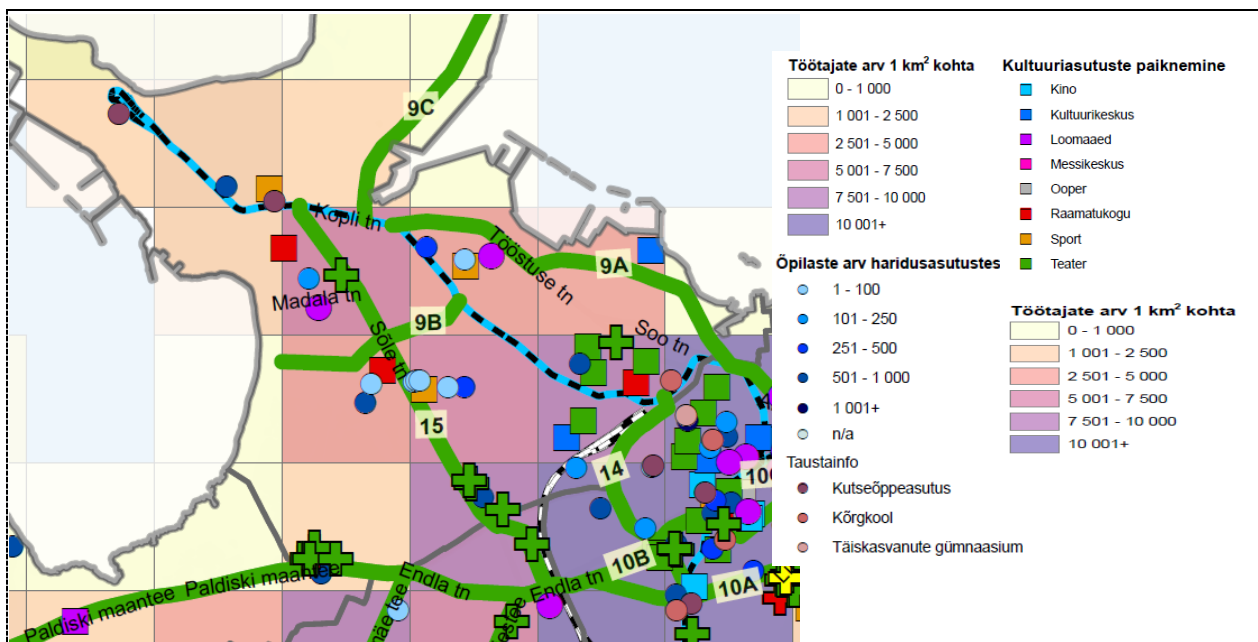 9C
Kopli tn
Tööstuse tn
9A
Madala tn
9B
Sõle tn
Soo tn
15
14
10C
10B
Endla tn
Endla tn
10A
Paldiski maantee
Paldiski maantee
mäe tee
Töötajate arv 1 km² kohta
0 - 1 000
1 001 - 2 500
2 501 - 5 000
5 001 - 7 500
7 501 - 10 000
10 001+
Õpilaste arv haridusasutustes
1 - 100
101 - 250
251 - 500
501 - 1 000
1 001+
n/a
Taustainfo
Kutseõppeasutus
Kõrgkool
Täiskasvanute gümnaasium
Kultuuriasutuste paiknemine
Kino
Kultuurikeskus
Loomaaed
Messikeskus
Ooper
Raamatukogu
Sport
Teater
Töötajate arv 1 km² kohta
0 - 1 000
1 001 - 2 500
2 501 - 5 000
5 001 - 7 500
7 501 - 10 000
10 001+